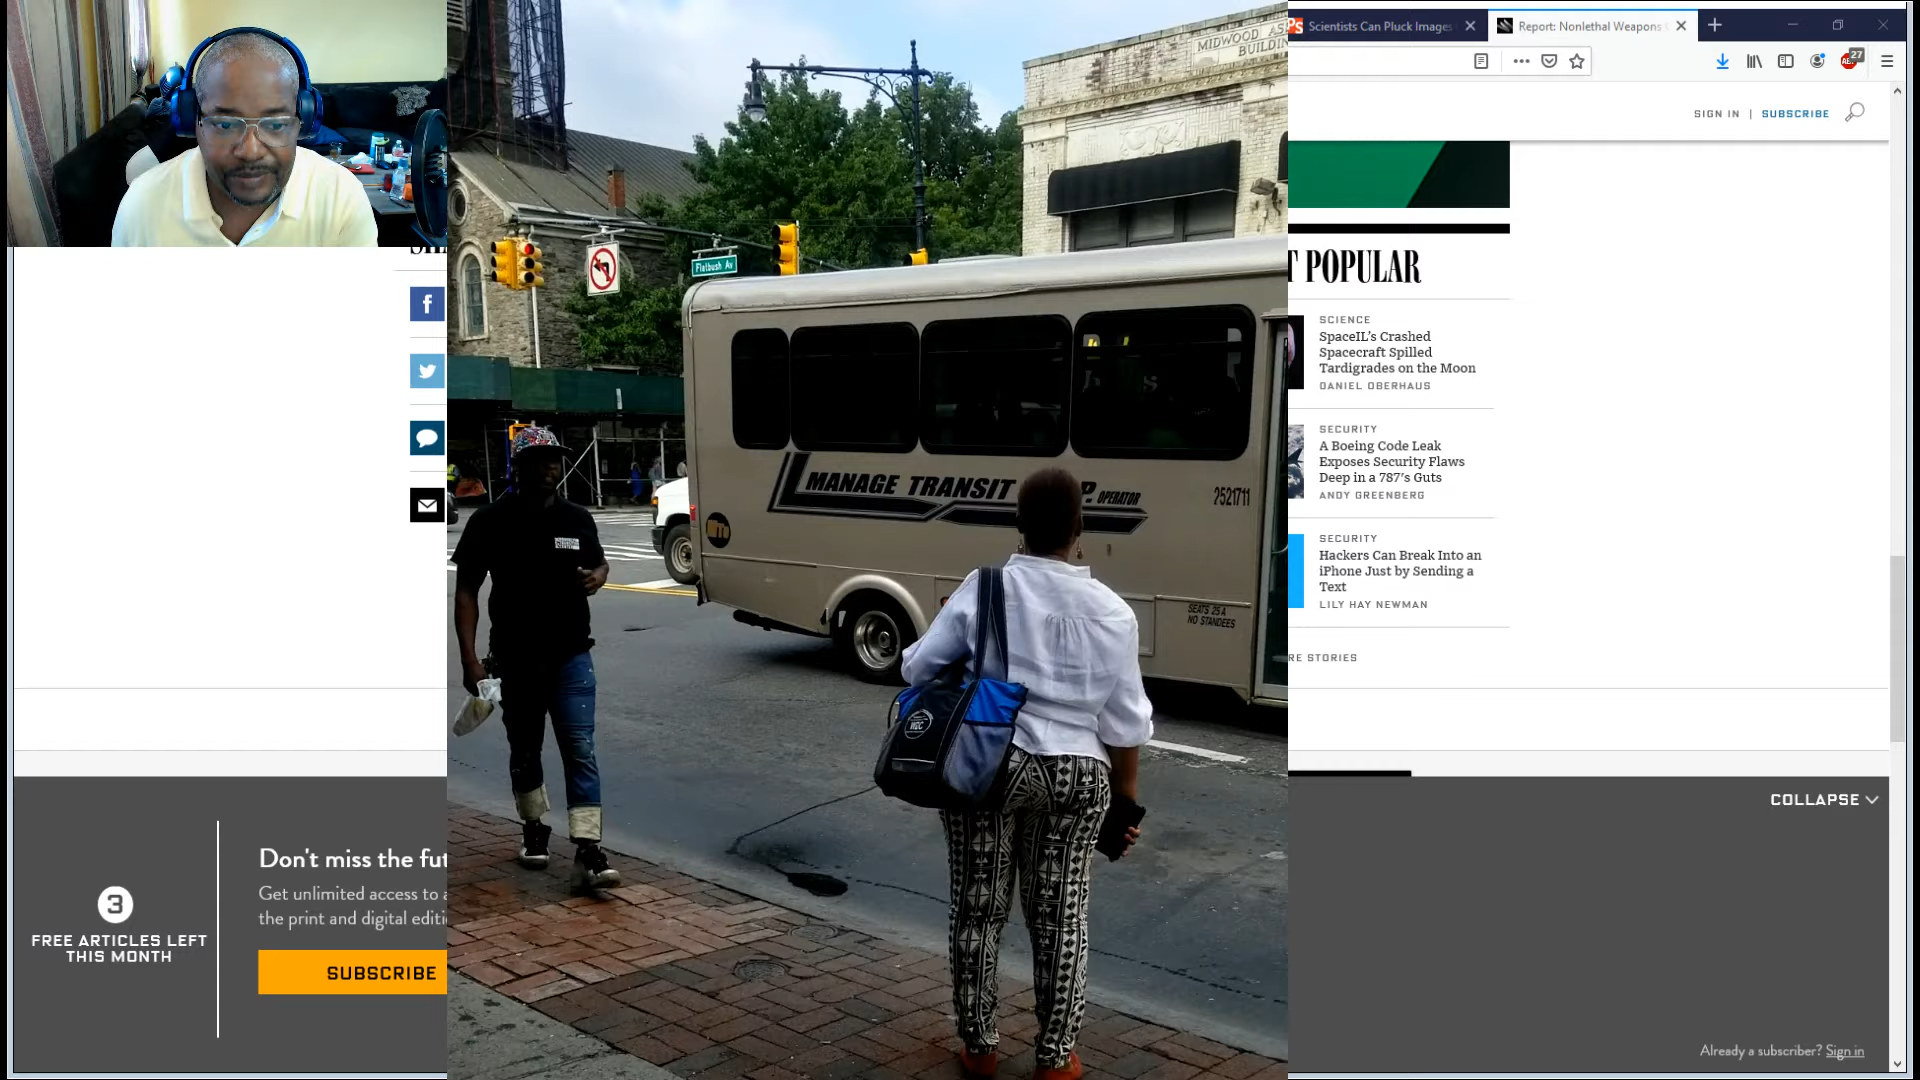 Scientists Can Pluck Images
Report: Nonlethal Weapons
27
SIGN IN | SUBSCRIBE
MIDWOOD
BUILDIN
Flatbush Av
T POPULAR
SCIENCE
SpaceIL's Crashed
Spacecraft Spilled
Tardigrades on the Moon
DANIEL OBERHAUS
SECURITY
A Boeing Code Leak
Exposes Security Flaws
Deep in a 787's Guts
ANDY GREENBERG
SECURITY
Hackers Can Break Into an
iPhone Just by Sending a
Text
LILY HAY NEWMAN
RE STORIES
MANAGE TRANSIT P. OPERATOR
2521711
SEATS 25 A
NO STANDEES
COLLAPSE
3
FREE ARTICLES LEFT
THIS MONTH
Don't miss the fut
Get unlimited access to a
the print and digital editi
SUBSCRIBE
Already a subscriber? Sign in